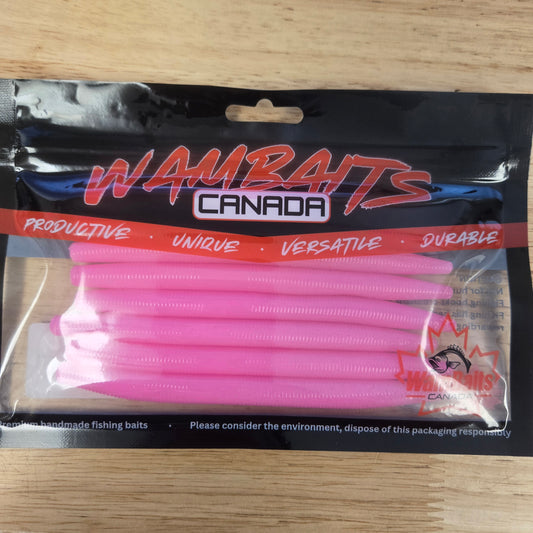 WAMBAITS
CANADA
PRODUCTIVE · UNIQUE · VERSATILE · DURABLE
WamBaits
CANADA
Premium handmade fishing baits · Please consider the environment, dispose of this packaging responsibly